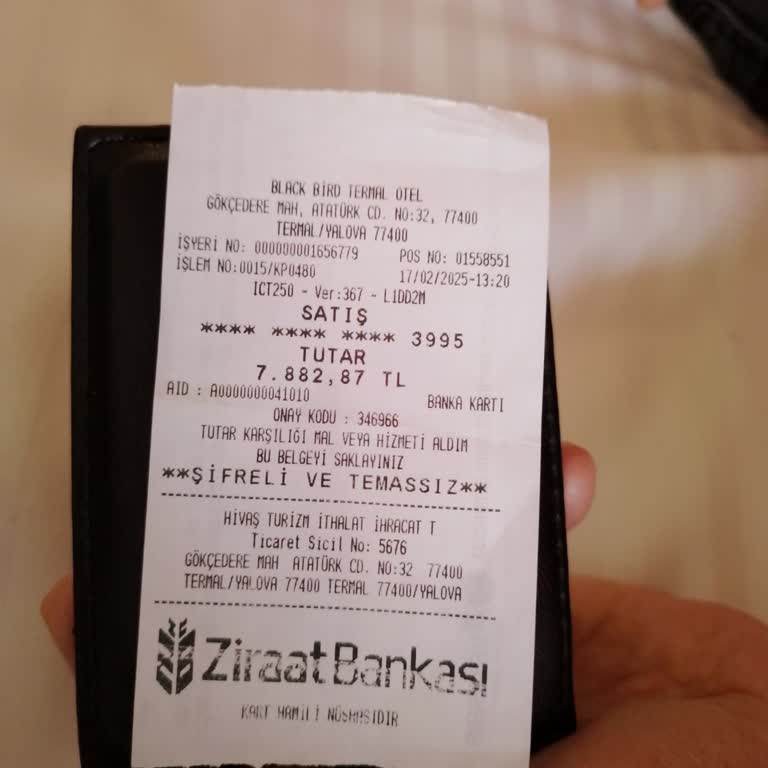 BLACK BİRD TERMAL OTEL
GÖKÇEDERE MAH, ATATÜRK CD. NO:32, 77400
TERMAL/YALOVA 77400
İŞYERİ NO: 000000001656779 POS NO: 01558551
İŞLEM NO:0015/KP0480 17/02/2025-13:20
ICT250 - Ver:367 - L1DD2M
SATIŞ
**** **** **** 3995
TUTAR
7.882,87 TL
AID : A0000000041010 BANKA KARTI
ONAY KODU : 346966
TUTAR KARŞILIĞI MAL VEYA HİZMETİ ALDIM
BU BELGEYİ SAKLAYINIZ
**ŞİFRELİ VE TEMASSIZ**
HİVAŞ TURİZM İTHALAT İHRACAT T
Ticaret Sicil No: 5676
GÖKÇEDERE MAH ATATÜRK CD. NO:32 77400
TERMAL/YALOVA 77400 TERMAL 77400/YALOVA
Ziraat Bankası
KART HAMİLİ NÜSHASIDIR